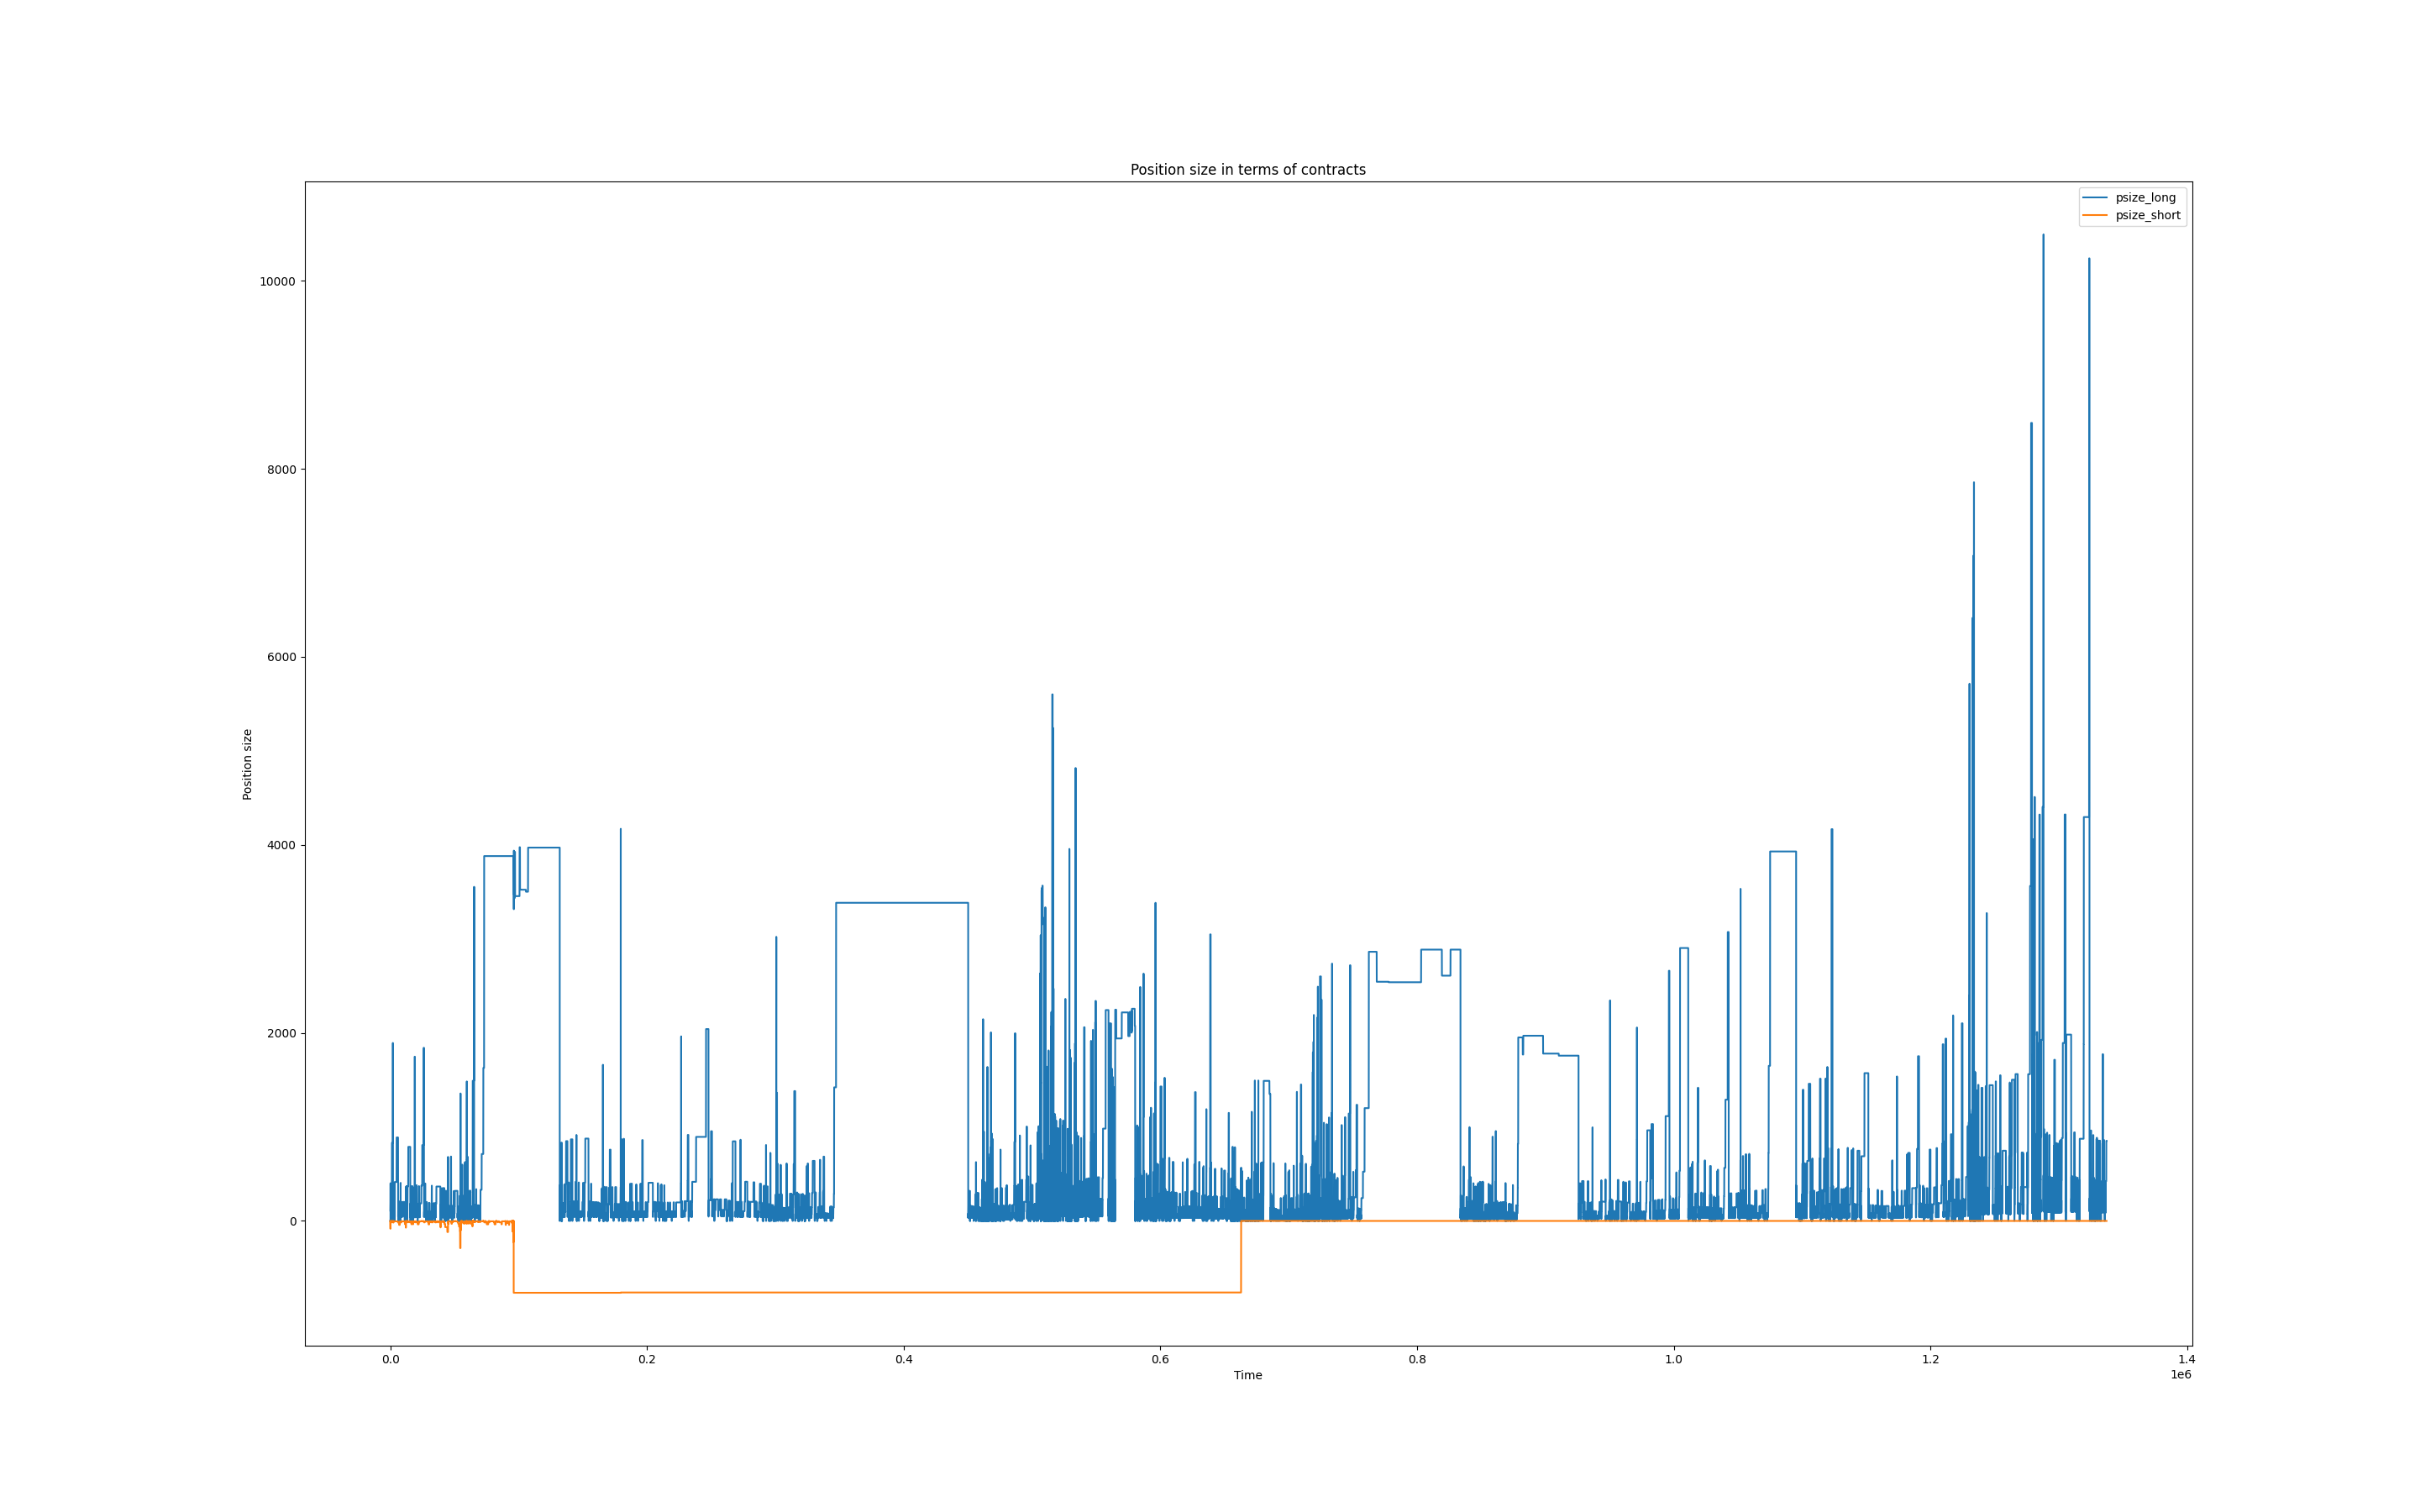 Position size in terms of contracts
psize_long
psize_short
10000
8000
6000
4000
2000
0
Position size
0.0 0.2 0.4 0.6 0.8 1.0 1.2 1.4
Time
1e6